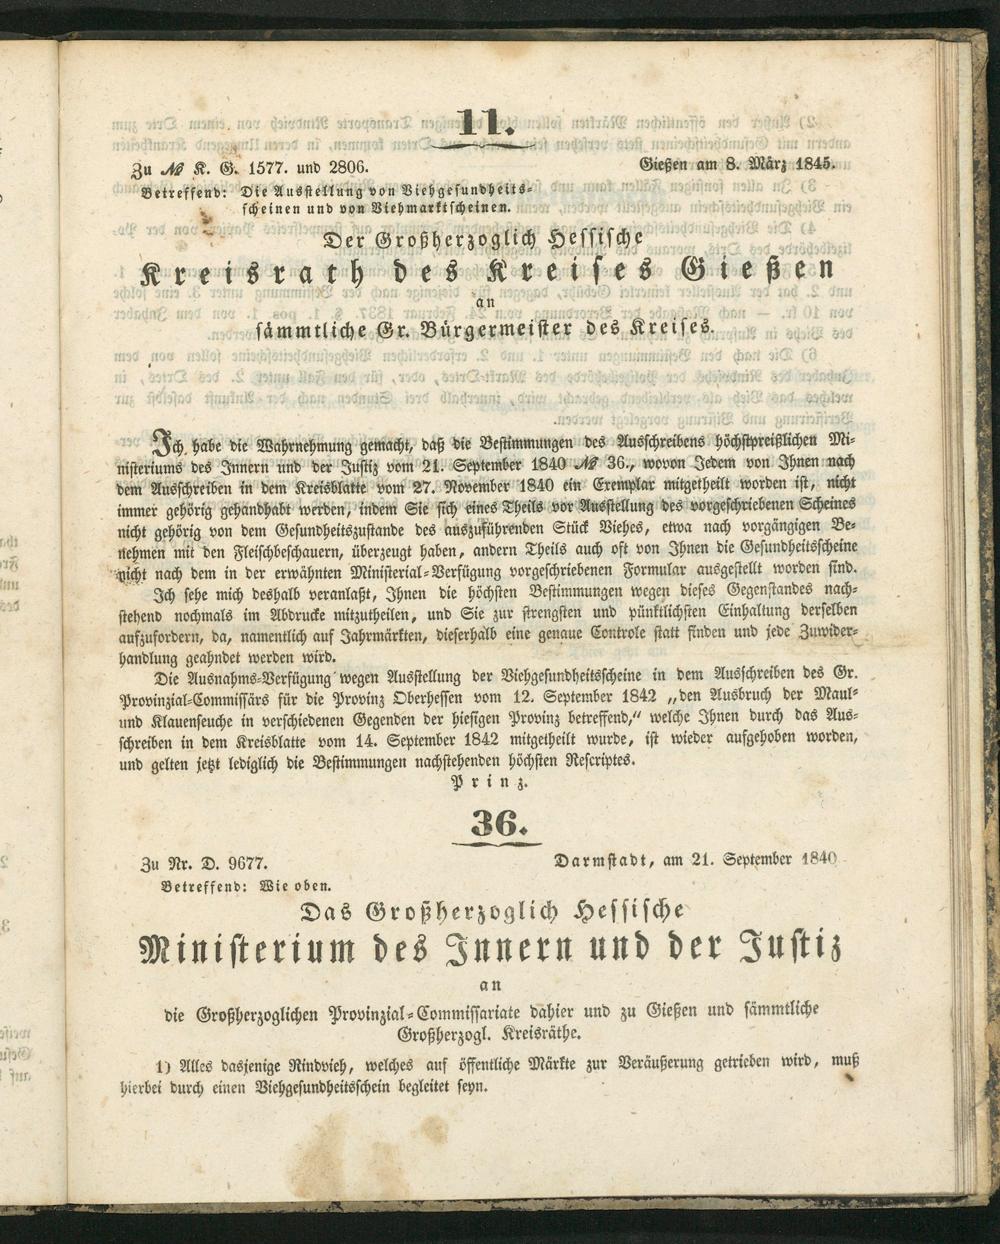 11.
Zu № K. G. 1577. und 2806.
Gießen am 8. März 1845.
Betreffend: Die Ausstellung von Viehgesundheits-
scheinen und von Viehmarktscheinen.
Der Großherzoglich Hessische
Kreisrath des Kreises Gießen
an
sämmtliche Gr. Bürgermeister des Kreises.
Ich habe die Wahrnehmung gemacht, daß die Bestimmungen des Ausschreibens höchstpreißlichen Mi-
nisteriums des Innern und der Justiz vom 21. September 1840 № 36., wovon Jedem von Ihnen nach
dem Ausschreiben in dem Kreisblatte vom 27. November 1840 ein Exemplar mitgetheilt worden ist, nicht
immer gehörig gehandhabt werden, indem Sie sich eines Theils vor Ausstellung des vorgeschriebenen Scheines
nicht gehörig von dem Gesundheitszustande des auszuführenden Stück Viehes, etwa nach vorgängigen Be-
nehmen mit den Fleischbeschauern, überzeugt haben, andern Theils auch oft von Ihnen die Gesundheitsscheine
nicht nach dem in der erwähnten Ministerial-Verfügung vorgeschriebenen Formular ausgestellt worden sind.
Ich sehe mich deshalb veranlaßt, Ihnen die höchsten Bestimmungen wegen dieses Gegenstandes nach-
stehend nochmals im Abdrucke mitzutheilen, und Sie zur strengsten und pünktlichsten Einhaltung derselben
aufzufordern, da, namentlich auf Jahrmärkten, dieserhalb eine genaue Controle statt finden und jede Zuwider-
handlung geahndet werden wird.
Die Ausnahms-Verfügung wegen Ausstellung der Viehgesundheitsscheine in dem Ausschreiben des Gr.
Provinzial-Commissärs für die Provinz Oberhessen vom 12. September 1842 „den Ausbruch der Maul-
und Klauenseuche in verschiedenen Gegenden der hiesigen Provinz betreffend,“ welche Ihnen durch das Aus-
schreiben in dem Kreisblatte vom 14. September 1842 mitgetheilt wurde, ist wieder aufgehoben worden,
und gelten jetzt lediglich die Bestimmungen nachstehenden höchsten Rescriptes.
Prinz.
36.
Zu Nr. D. 9677.
Darmstadt, am 21. September 1840
Betreffend: Wie oben.
Das Großherzoglich Hessische
Ministerium des Innern und der Justiz
an
die Großherzoglichen Provinzial-Commissariate dahier und zu Gießen und sämmtliche
Großherzogl. Kreisräthe.
1) Alles dasjenige Rindvieh, welches auf öffentliche Märkte zur Veräußerung getrieben wird, muß
hierbei durch einen Viehgesundheitsschein begleitet seyn.